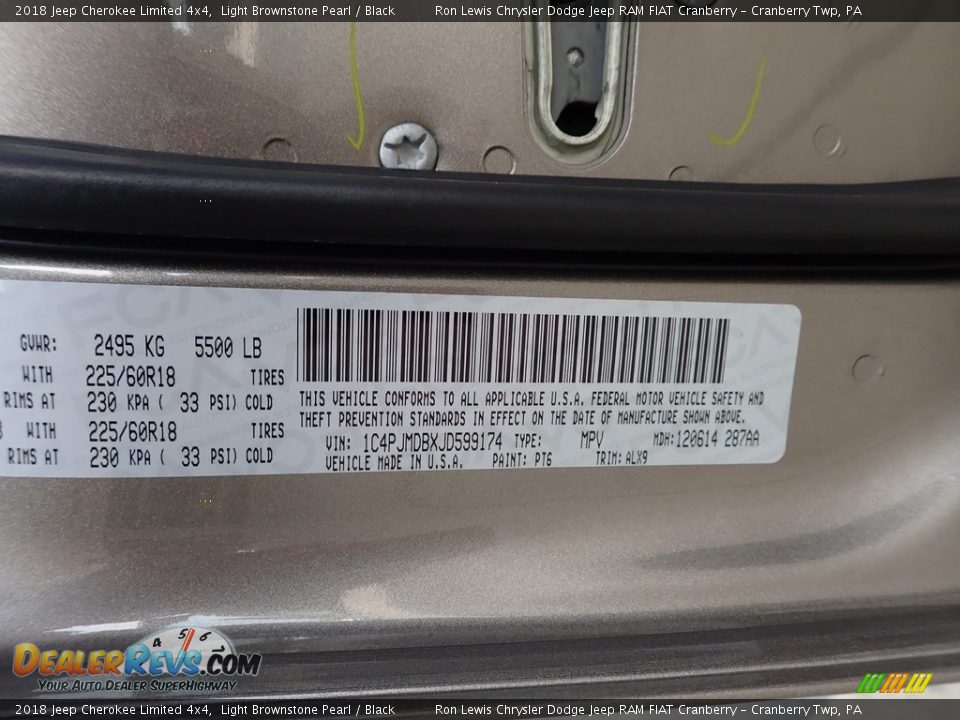 2018 Jeep Cherokee Limited 4x4, Light Brownstone Pearl / Black Ron Lewis Chrysler Dodge Jeep RAM FIAT Cranberry - Cranberry Twp, PA
GVWR: 2495 KG 5500 LB
WITH 225/60R18 TIRES
RIMS AT 230 KPA ( 33 PSI) COLD
WITH 225/60R18 TIRES
RIMS AT 230 KPA ( 33 PSI) COLD
THIS VEHICLE CONFORMS TO ALL APPLICABLE U.S.A. FEDERAL MOTOR VEHICLE SAFETY AND
THEFT PREVENTION STANDARDS IN EFFECT ON THE DATE OF MANUFACTURE SHOWN ABOVE.
VIN: 1C4PJMDBXJD599174 TYPE: MPV MDH: 120614 287AA
VEHICLE MADE IN U.S.A. PAINT: PT6 TRIM: ALX9
4 5 6
DEALERREVS.COM
YOUR AUTO DEALER SUPERHIGHWAY
2018 Jeep Cherokee Limited 4x4, Light Brownstone Pearl / Black Ron Lewis Chrysler Dodge Jeep RAM FIAT Cranberry - Cranberry Twp, PA